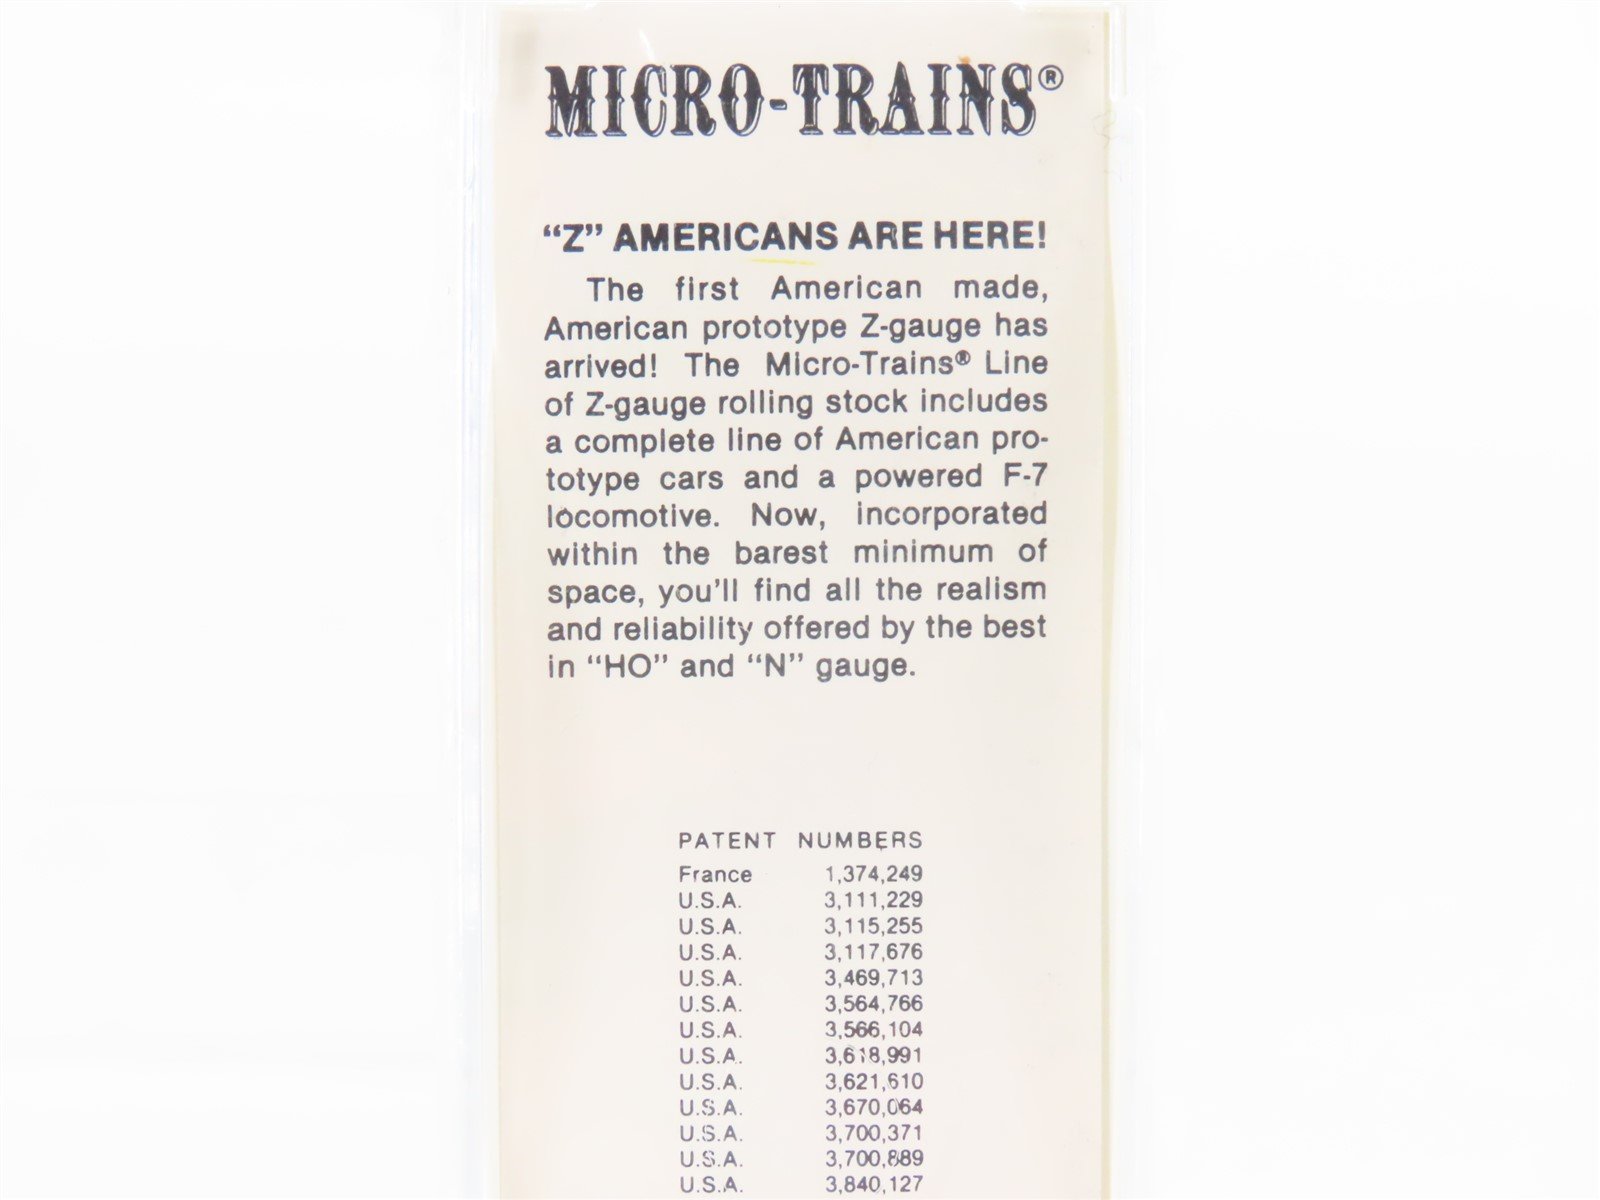 MICRO-TRAINS®
“Z” AMERICANS ARE HERE!
The first American made,
American prototype Z-gauge has
arrived! The Micro-Trains® Line
of Z-gauge rolling stock includes
a complete line of American pro-
totype cars and a powered F-7
locomotive. Now, incorporated
within the barest minimum of
space, you'll find all the realism
and reliability offered by the best
in “HO” and “N” gauge.
PATENT NUMBERS
France 1,374,249
U.S.A. 3,111,229
U.S.A. 3,115,255
U.S.A. 3,117,676
U.S.A. 3,469,713
U.S.A. 3,564,766
U.S.A. 3,566,104
U.S.A. 3,618,991
U.S.A. 3,621,610
U.S.A. 3,670,064
U.S.A. 3,700,371
U.S.A. 3,700,889
U.S.A. 3,840,127